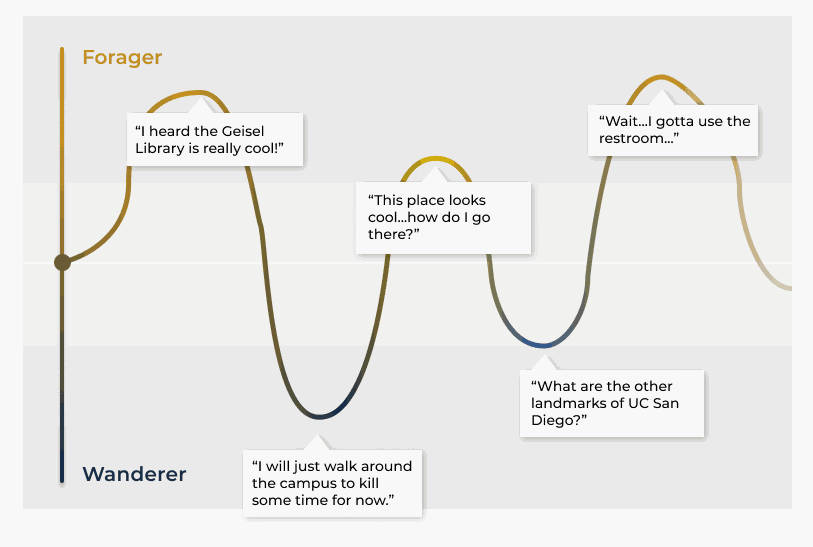 Forager
“I heard the Geisel
Library is really cool!”
“This place looks
cool...how do I go
there?”
“Wait...I gotta use the
restroom...”
“What are the other
landmarks of UC San
Diego?”
“I will just walk around
the campus to kill
some time for now.”
Wanderer